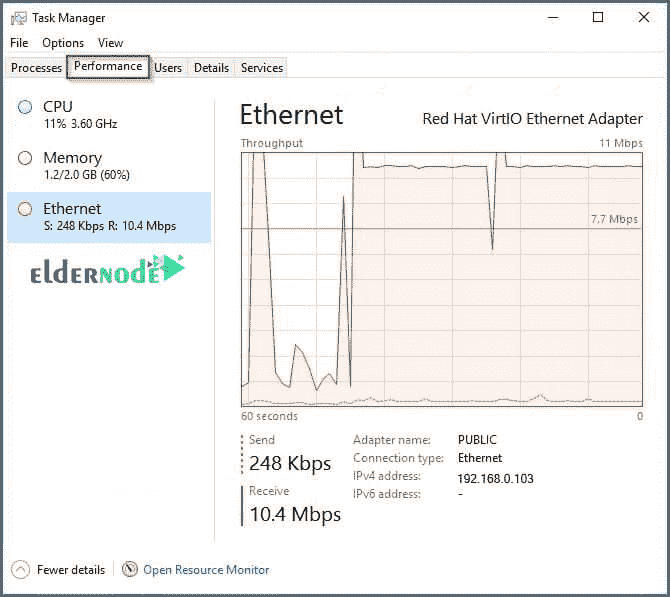 Task Manager
File Options View
Processes Performance Users Details Services
CPU
11% 3.60 GHz
Memory
1.2/2.0 GB (60%)
Ethernet
S: 248 Kbps R: 10.4 Mbps
eldernode
Ethernet
Red Hat VirtIO Ethernet Adapter
Throughput
11 Mbps
7.7 Mbps
60 seconds
0
Send
248 Kbps
Receive
10.4 Mbps
Adapter name: PUBLIC
Connection type: Ethernet
IPv4 address: 192.168.0.103
IPv6 address: -
Fewer details
Open Resource Monitor